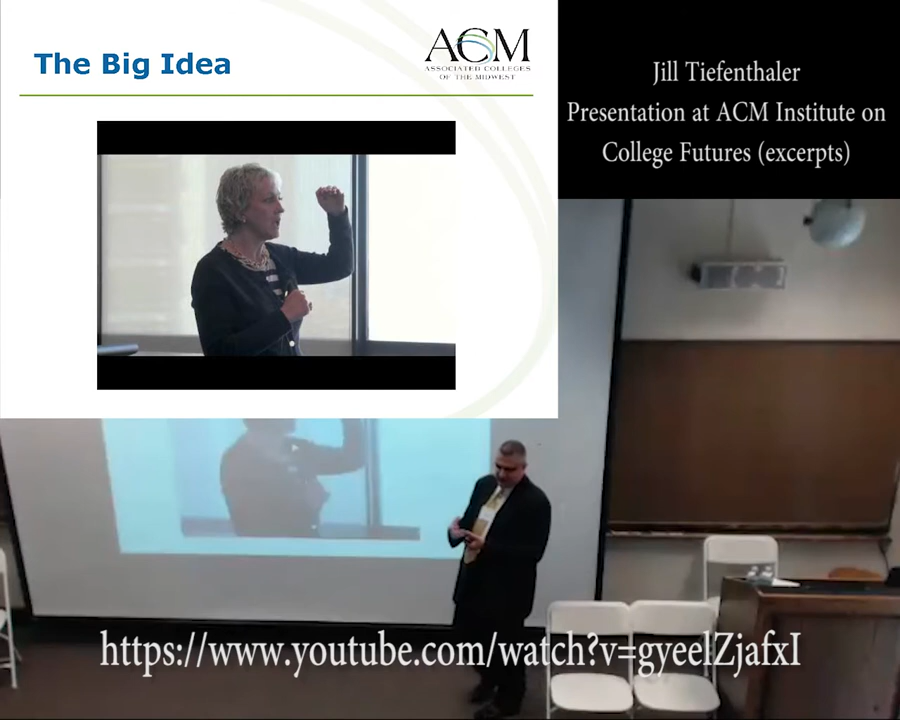 The Big Idea
ACM
ASSOCIATED COLLEGES
OF THE MIDWEST
Jill Tiefenthaler
Presentation at ACM Institute on
College Futures (excerpts)
https://www.youtube.com/watch?v=gyeelZjafxI